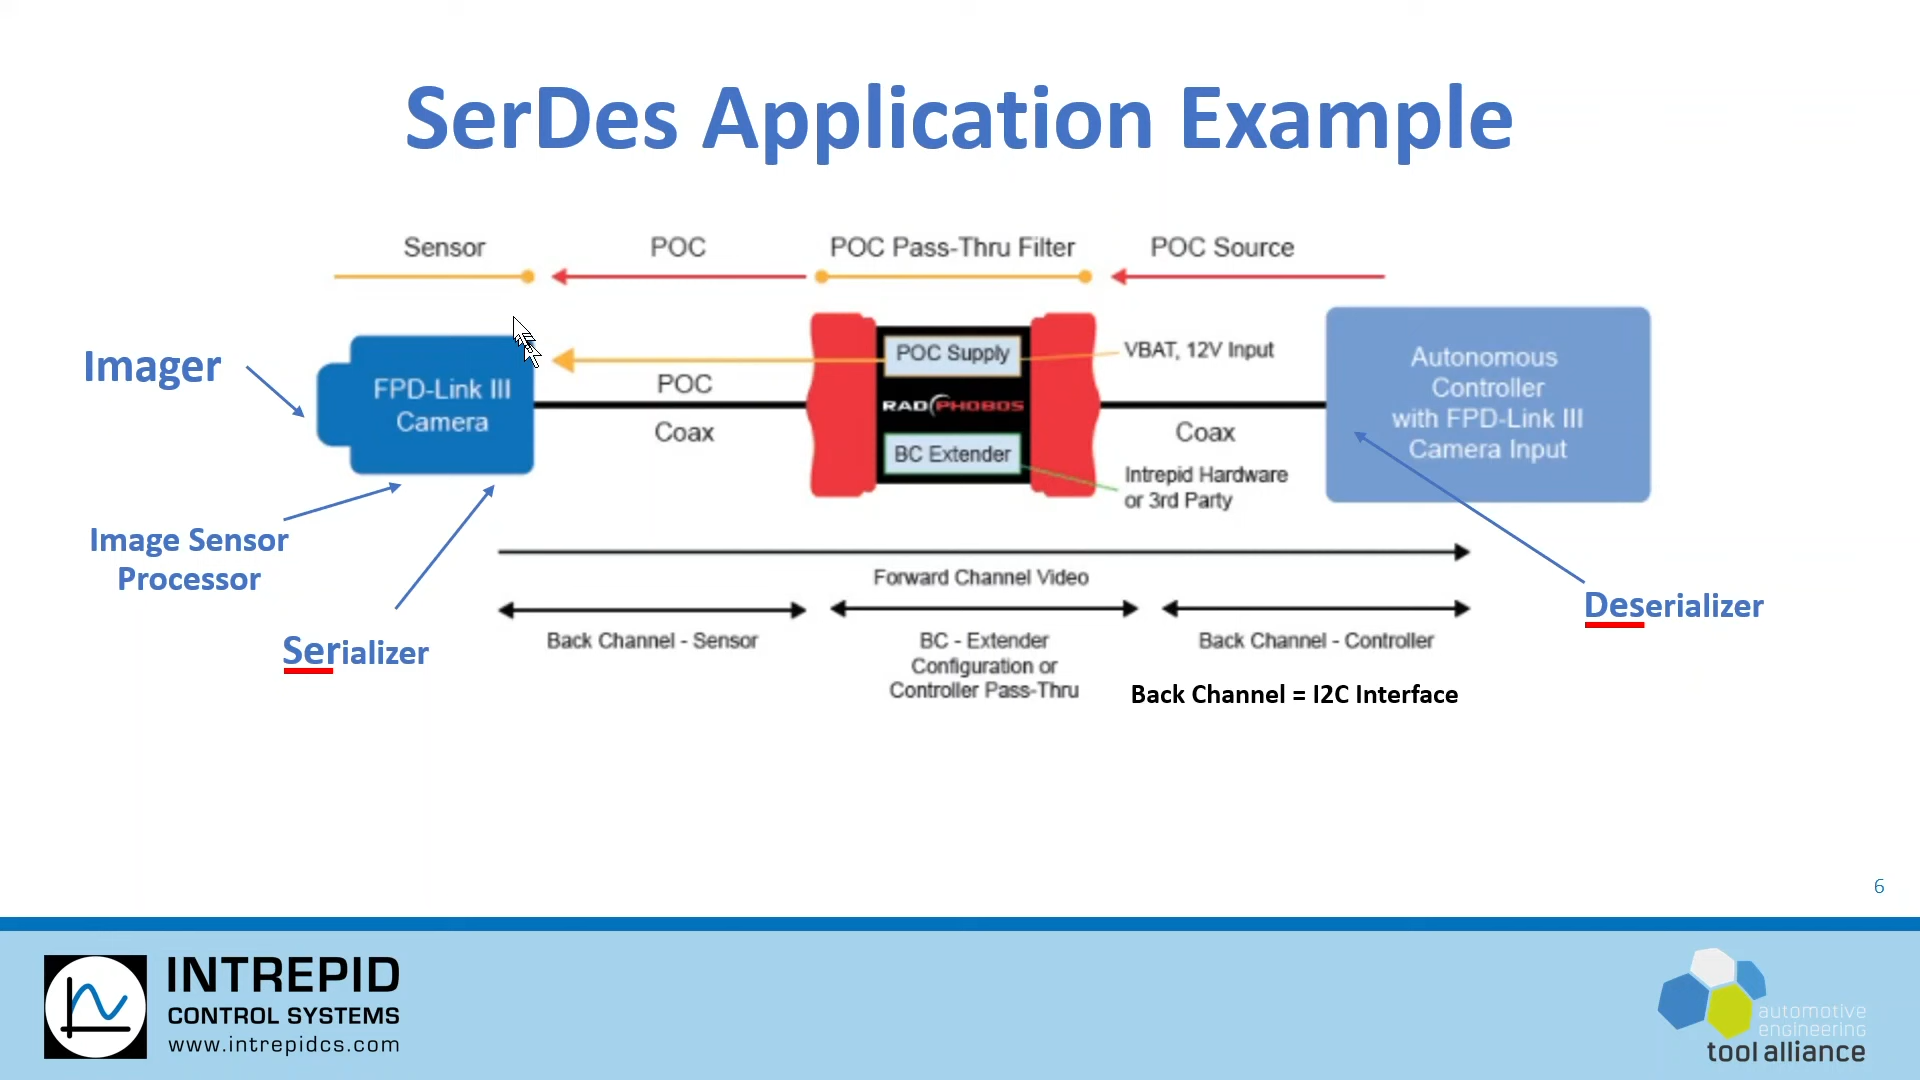 SerDes Application Example
Sensor
POC
POC Pass-Thru Filter
POC Source
Imager
FPD-Link III
Camera
POC
Coax
POC Supply
RAD PHOBOS
BC Extender
VBAT, 12V Input
Coax
Intrepid Hardware
or 3rd Party
Autonomous
Controller
with FPD-Link III
Camera Input
Image Sensor
Processor
Serializer
Deserializer
Forward Channel Video
Back Channel - Sensor
BC - Extender
Configuration or
Controller Pass-Thru
Back Channel - Controller
Back Channel = I2C Interface
6
INTREPID
CONTROL SYSTEMS
www.intrepidcs.com
automotive
engineering
tool alliance